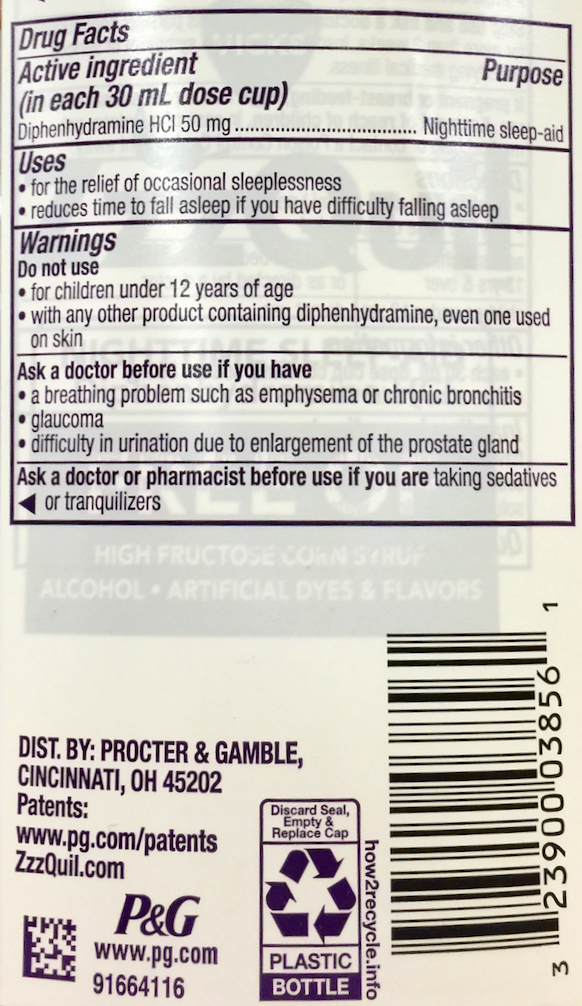 Drug Facts
Active ingredient Purpose
(in each 30 mL dose cup)
Diphenhydramine HCl 50 mg.................................. Nighttime sleep-aid
Uses
• for the relief of occasional sleeplessness
• reduces time to fall asleep if you have difficulty falling asleep
Warnings
Do not use
• for children under 12 years of age
• with any other product containing diphenhydramine, even one used
on skin
Ask a doctor before use if you have
• a breathing problem such as emphysema or chronic bronchitis
• glaucoma
• difficulty in urination due to enlargement of the prostate gland
Ask a doctor or pharmacist before use if you are taking sedatives
◀ or tranquilizers
HIGH FRUCTOSE CORN SYRUP
ALCOHOL • ARTIFICIAL DYES & FLAVORS
DIST. BY: PROCTER & GAMBLE,
CINCINNATI, OH 45202
Patents:
www.pg.com/patents
ZzzQuil.com
P&G
www.pg.com
91664116
Discard Seal,
Empty &
Replace Cap
PLASTIC
BOTTLE
how2recycle.info
3 23900 03856 1